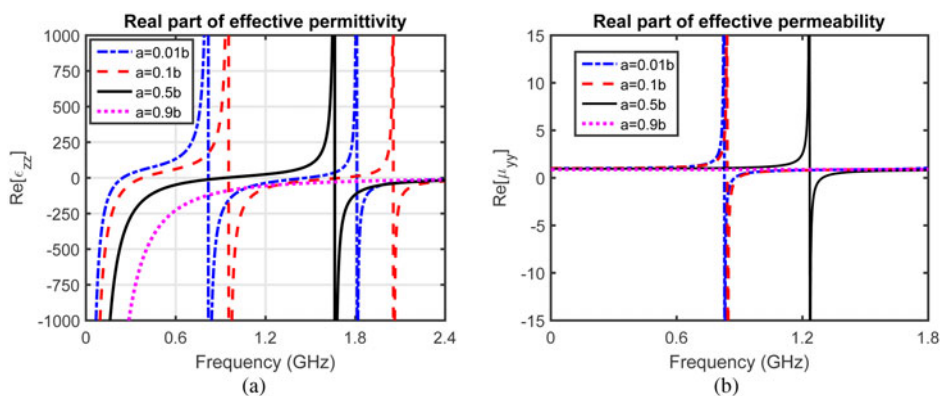 Real part of effective permittivity
1000
750
500
250
0
-250
-500
-750
-1000
Re[ϵzz]
a=0.01b
a=0.1b
a=0.5b
a=0.9b
0
0.6
1.2
1.8
2.4
Frequency (GHz)
(a)
Real part of effective permeability
15
10
5
0
-5
-10
-15
Re[μyy]
a=0.01b
a=0.1b
a=0.5b
a=0.9b
0
0.6
1.2
1.8
Frequency (GHz)
(b)